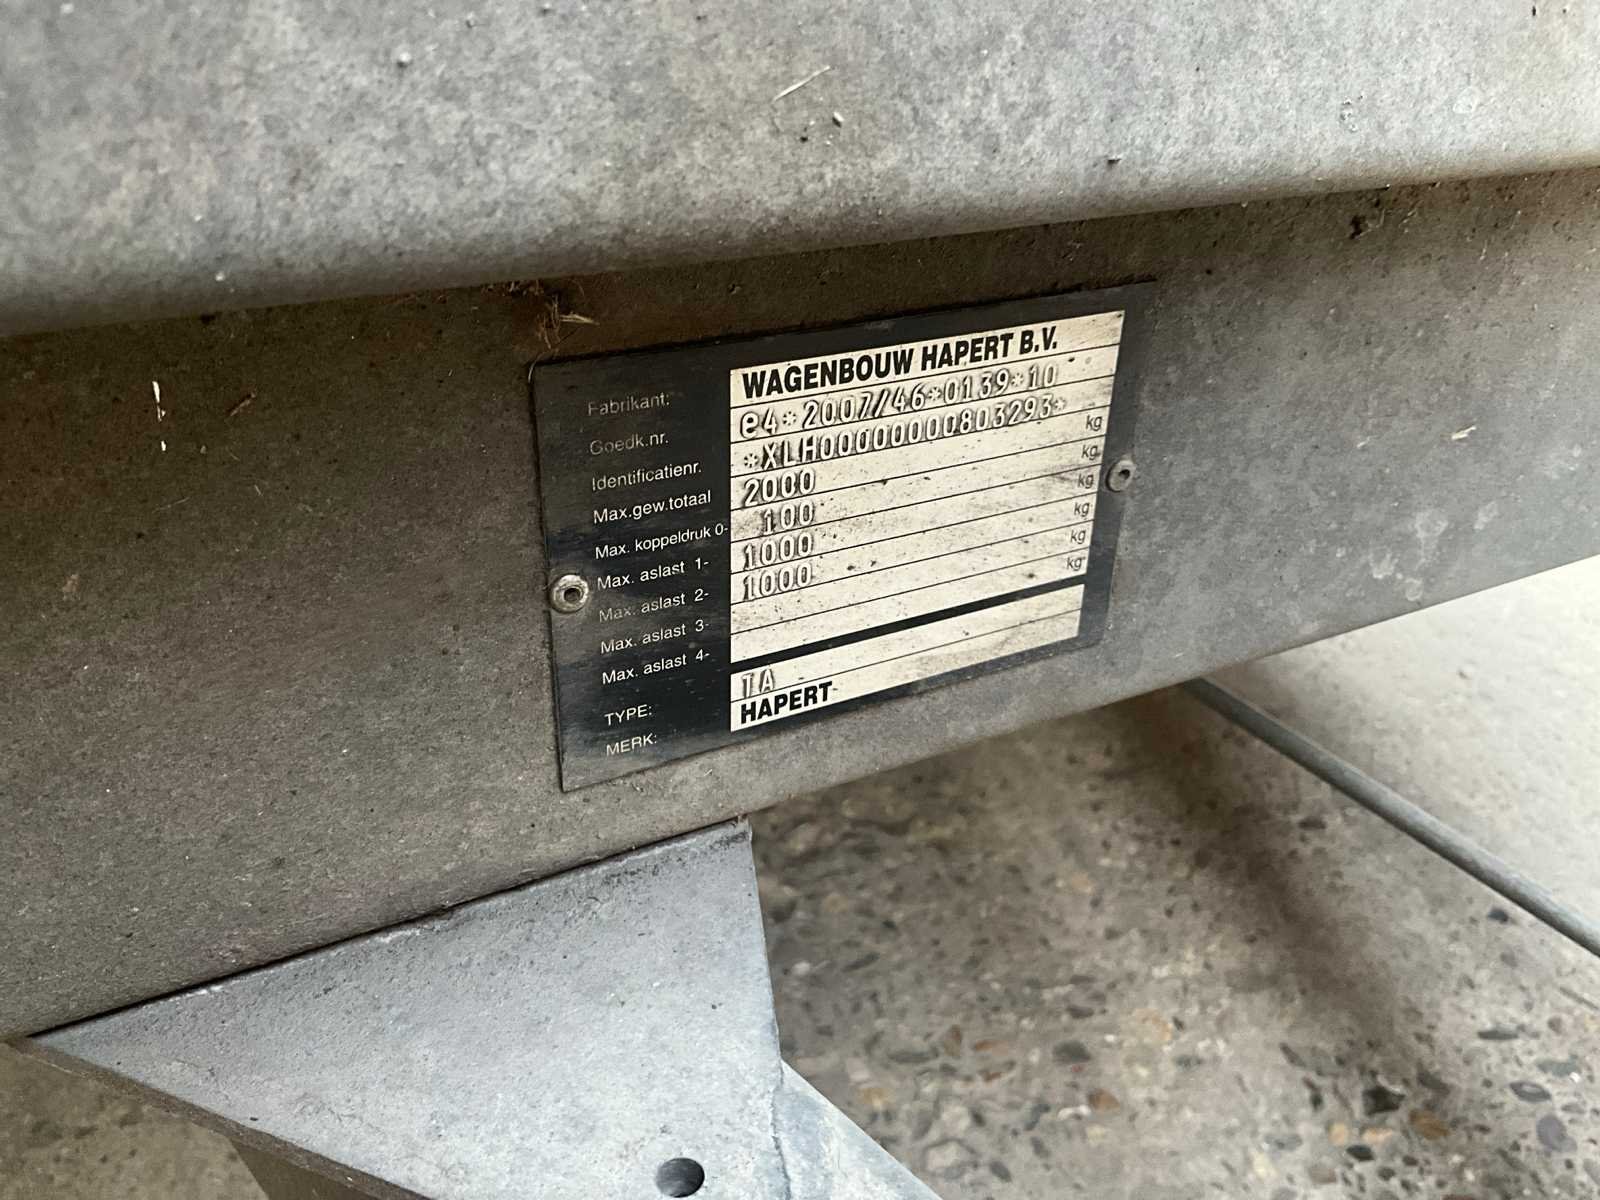 Fabrikant: WAGENBOUW HAPERT B.V.
Goedk.nr. e4*2007/46*0139*10
Identificatienr. *XLH00000000803293*
Max.gew.totaal 2000 kg
Max. koppeldruk 0- 100 kg
Max. aslast 1- 1000 kg
Max. aslast 2- 1000 kg
Max. aslast 3- kg
Max. aslast 4- kg
TYPE: TA
MERK: HAPERT